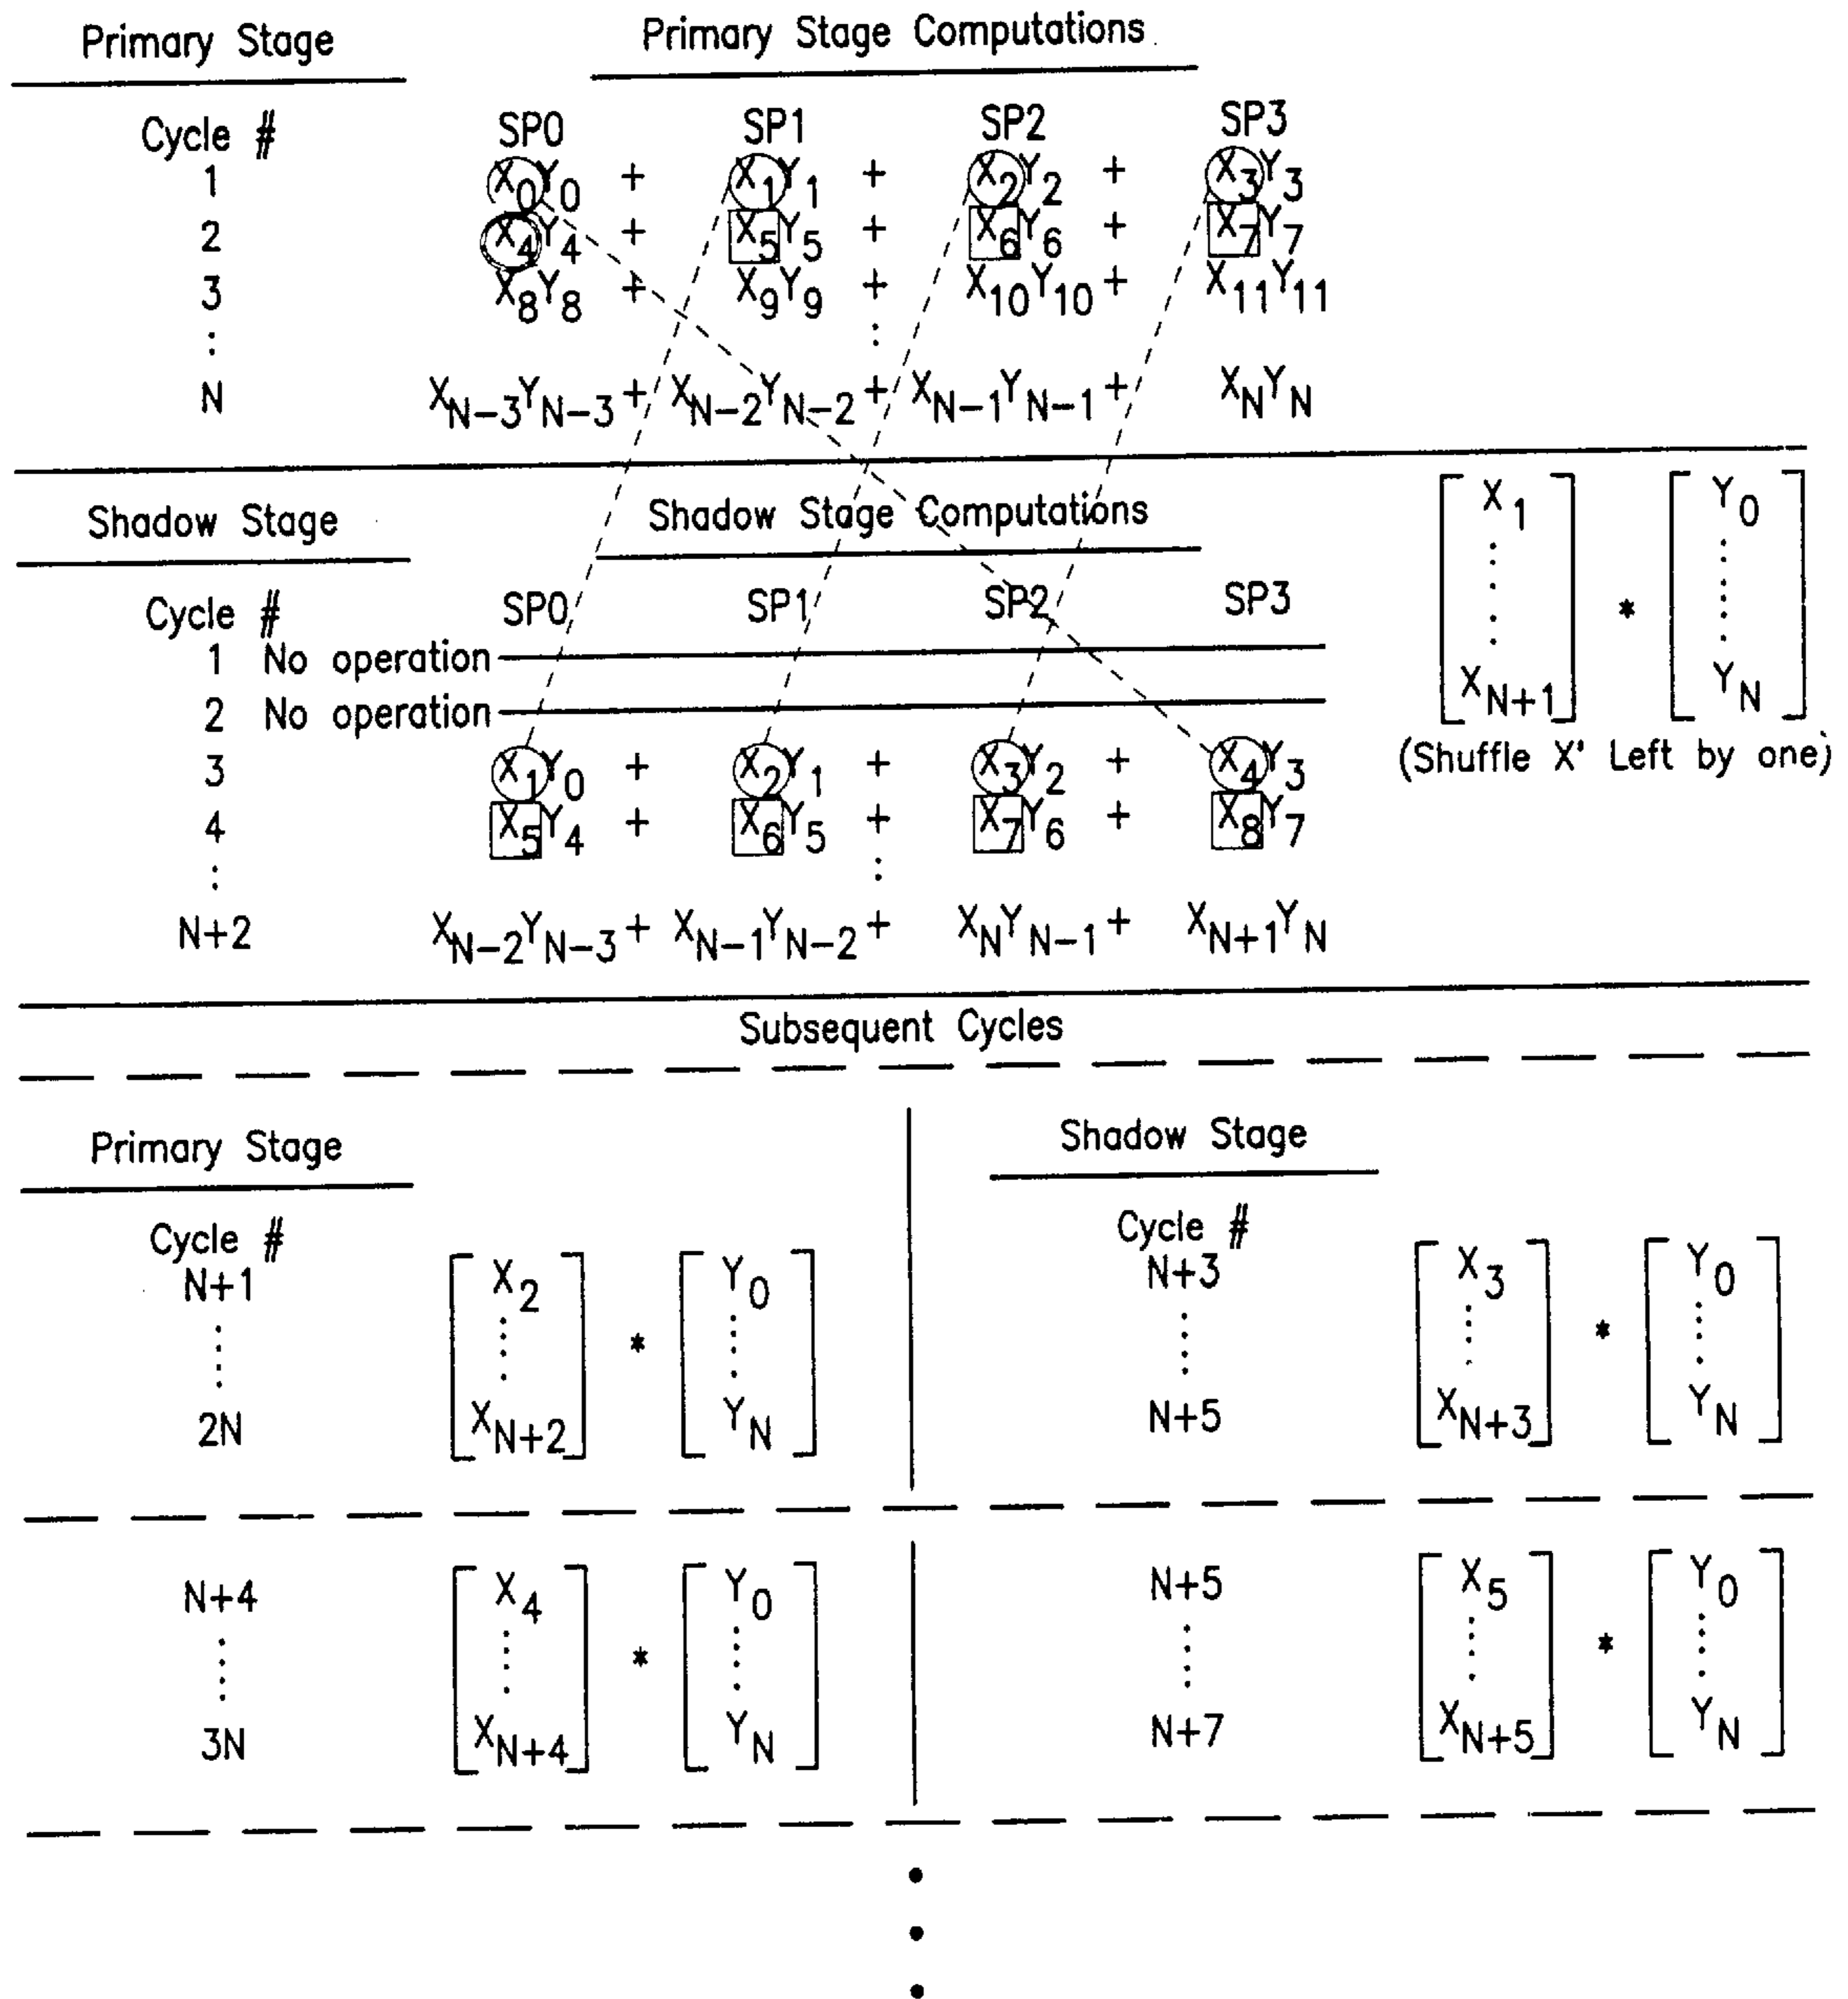 Primary Stage Primary Stage Computations
Cycle # SP0 SP1 SP2 SP3
1 X0Y0 + X1Y1 + X2Y2 + X3Y3
2 X4Y4 + X5Y5 + X6Y6 + X7Y7
3 X8Y8 + X9Y9 + X10Y10 + X11Y11
N XN-3YN-3 + XN-2YN-2 + XN-1YN-1 + XNYN
Shadow Stage Shadow Stage Computations
Cycle # SP0 SP1 SP2 SP3
1 No operation
2 No operation
3 X1Y0 + X2Y1 + X3Y2 + X4Y3
4 X5Y4 + X6Y5 + X7Y6 + X8Y7
N+2 XN-2YN-3 + XN-1YN-2 + XNYN-1 + XN+1YN
X1 Y0
*
XN+1 YN
(Shuffle X' Left by one)
Subsequent Cycles
Primary Stage
Cycle #
N+1 X2 Y0
*
2N XN+2 YN
Shadow Stage
Cycle #
N+3 X3 Y0
*
N+5 XN+3 YN
N+4 X4 Y0
*
3N XN+4 YN
N+5 X5 Y0
*
N+7 XN+5 YN